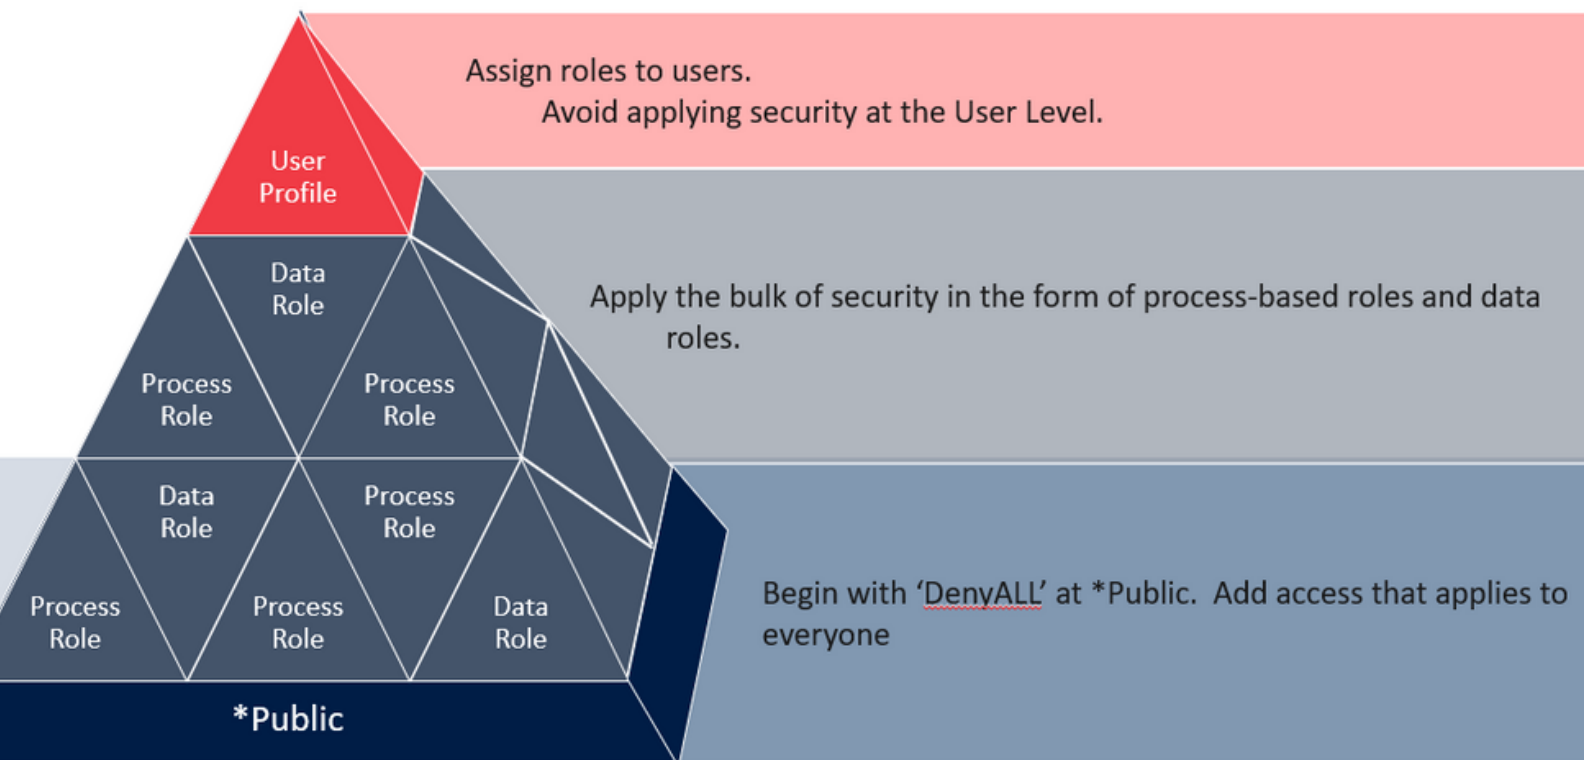 Assign roles to users.
Avoid applying security at the User Level.
User
Profile
Data
Role
Apply the bulk of security in the form of process-based roles and data
roles.
Process
Role
Process
Role
Data
Role
Process
Role
Process
Role
Process
Role
Data
Role
Begin with ‘DenyALL’ at *Public.  Add access that applies to
everyone
*Public